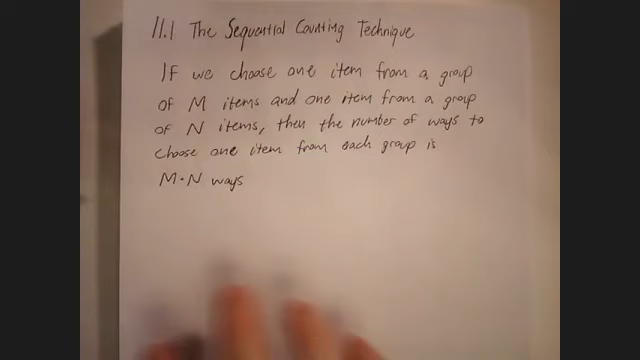 11.1 The Sequential Counting Technique
If we choose one item from a group
of M items and one item from a group
of N items, then the number of ways to
choose one item from each group is
M·N ways